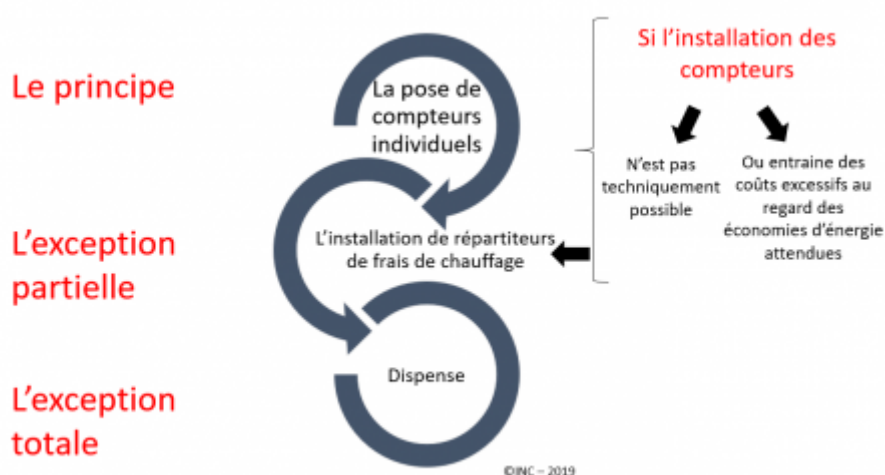 Le principe
La pose de
compteurs
individuels
Si l'installation des
compteurs
N'est pas
techniquement
possible
Ou entraine des
coûts excessifs au
regard des
économies d'énergie
attendues
L'exception
partielle
L'installation de répartiteurs
de frais de chauffage
L'exception
totale
Dispense
©INC – 2019